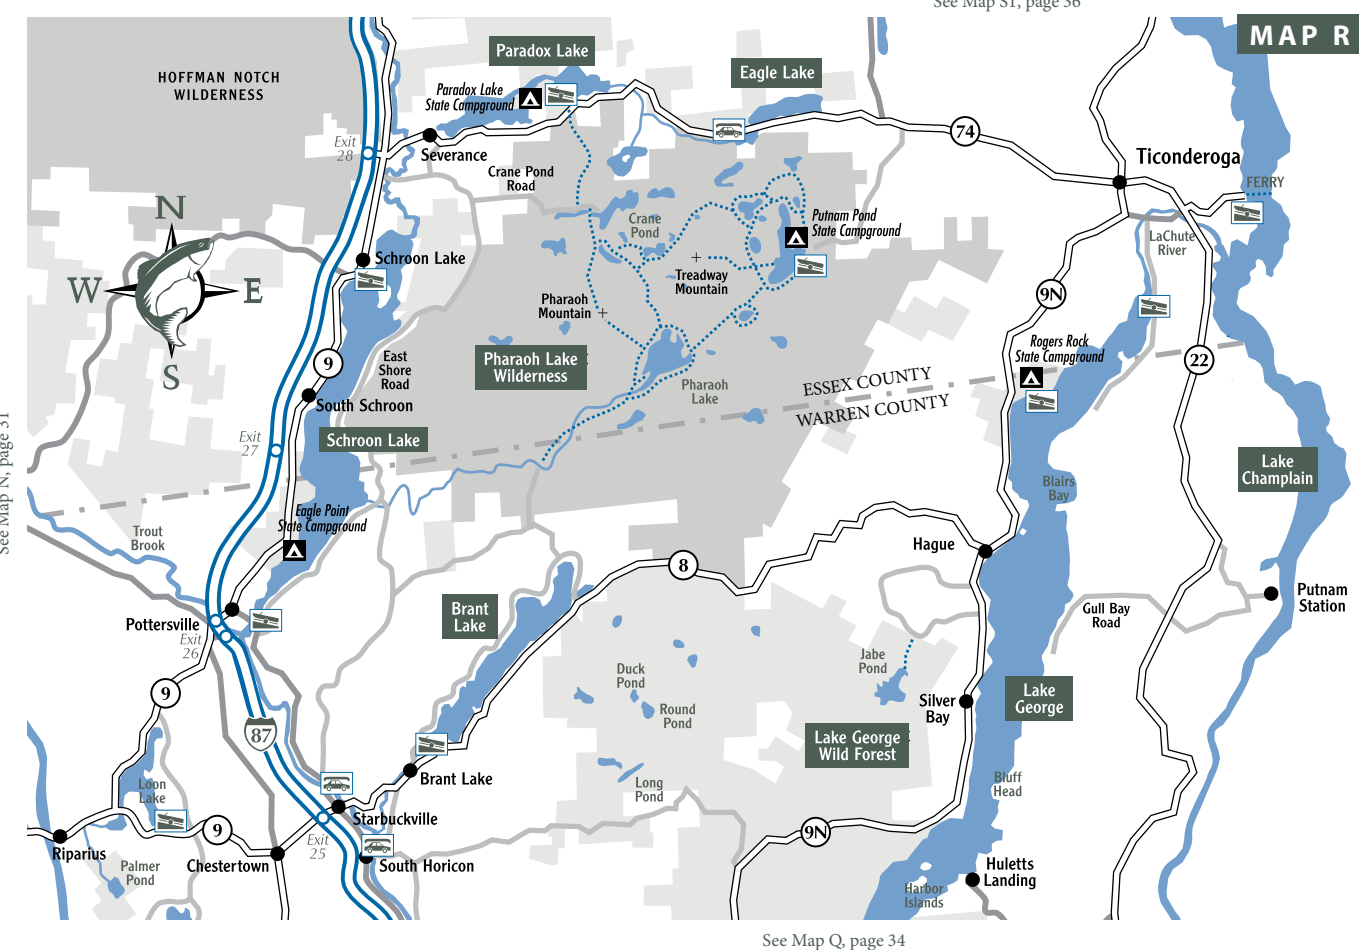 See Map S1, page 36
MAP R
HOFFMAN NOTCH
WILDERNESS
Paradox Lake
Eagle Lake
Paradox Lake
State Campground
Exit
28
Severance
74
Ticonderoga
Crane Pond
Road
FERRY
N
Crane
Pond
Putnam Pond
State Campground
LaChute
River
Schroon Lake
W
E
Treadway
Mountain
9N
Pharaoh
Mountain
S
9
East
Shore
Road
Pharaoh Lake
Wilderness
Rogers Rock
State Campground
22
Pharaoh
Lake
ESSEX COUNTY
WARREN COUNTY
South Schroon
Exit
27
Schroon Lake
See Map N, page 31
Lake
Champlain
Blairs
Bay
Eagle Point
State Campground
Trout
Brook
Hague
8
Pottersville
Exit
26
Brant
Lake
Putnam
Station
Gull Bay
Road
Jabe
Pond
Duck
Pond
Round
Pond
9
Silver
Bay
Lake
George
87
Lake George
Wild Forest
Loon
Lake
Brant Lake
Long
Pond
Bluff
Head
Starbuckville
9
9N
Exit
25
Riparius
Chestertown
South Horicon
Palmer
Pond
Huletts
Landing
Harbor
Islands
See Map Q, page 34